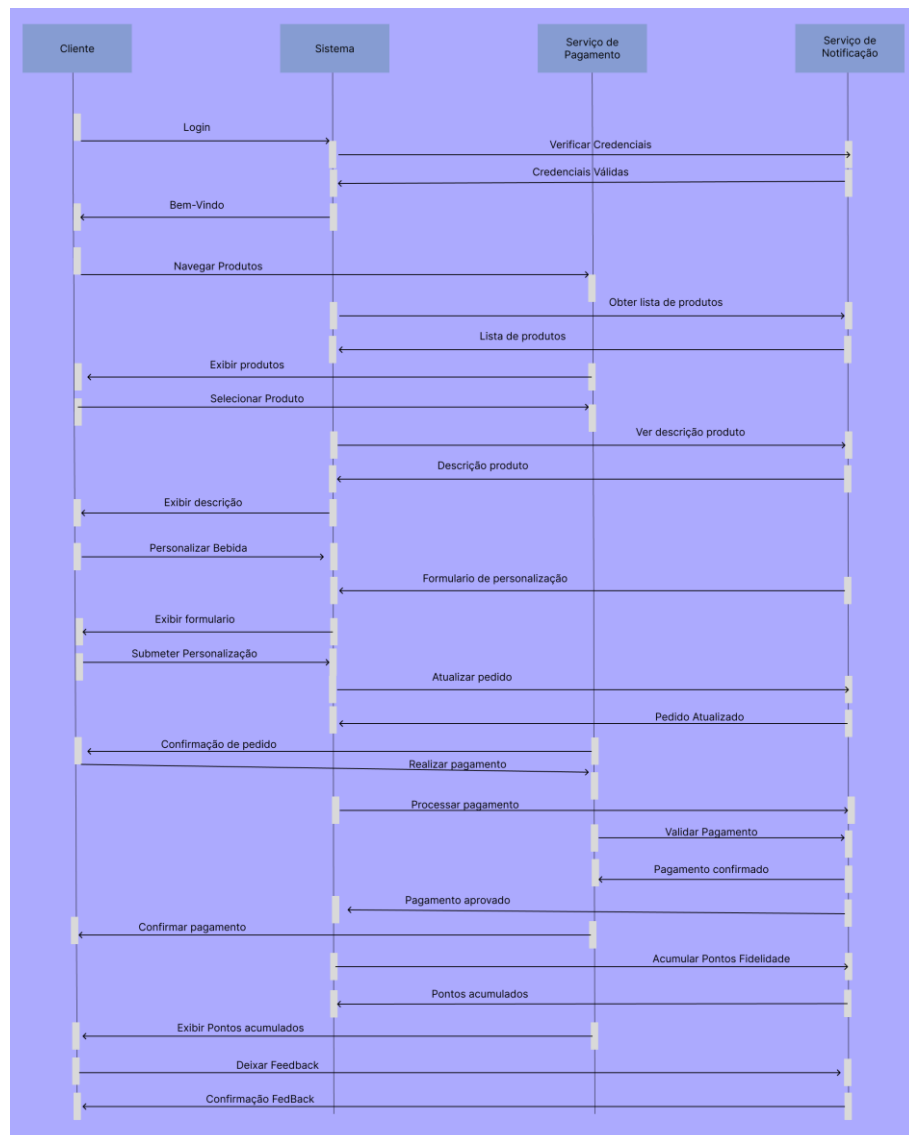 Cliente
Sistema
Serviço de
Pagamento
Serviço de
Notificação
Login
Verificar Credenciais
Credenciais Válidas
Bem-Vindo
Navegar Produtos
Obter lista de produtos
Lista de produtos
Exibir produtos
Selecionar Produto
Ver descrição produto
Descrição produto
Exibir descrição
Personalizar Bebida
Formulario de personalização
Exibir formulario
Submeter Personalização
Atualizar pedido
Pedido Atualizado
Confirmação de pedido
Realizar pagamento
Processar pagamento
Validar Pagamento
Pagamento confirmado
Pagamento aprovado
Confirmar pagamento
Acumular Pontos Fidelidade
Pontos acumulados
Exibir Pontos acumulados
Deixar Feedback
Confirmação FedBack